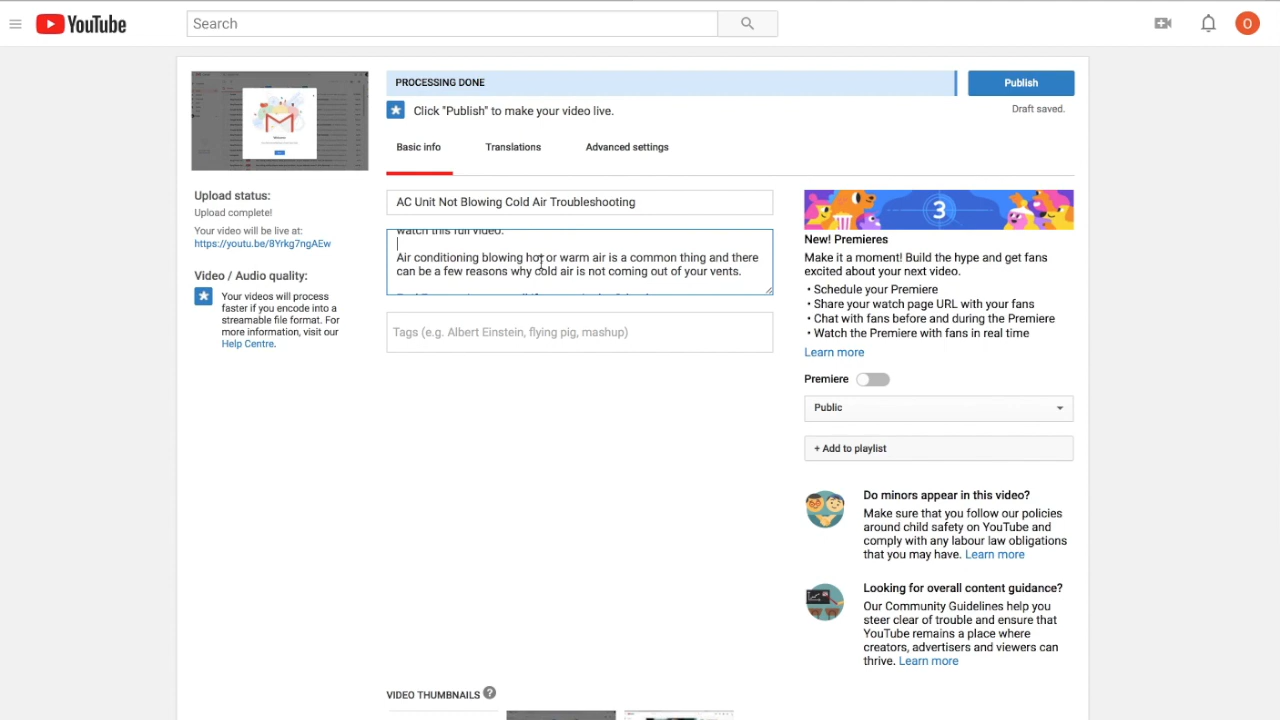 YouTube
Search
O
PROCESSING DONE
Publish
Click "Publish" to make your video live.
Draft saved.
Basic info
Translations
Advanced settings
Upload status:
Upload complete!
Your video will be live at:
https://youtu.be/8Yrkg7ngAEw
Video / Audio quality:
Your videos will process
faster if you encode into a
streamable file format. For
more information, visit our
Help Centre.
AC Unit Not Blowing Cold Air Troubleshooting
watch this full video.
Air conditioning blowing hot or warm air is a common thing and there
can be a few reasons why cold air is not coming out of your vents.
Tags (e.g. Albert Einstein, flying pig, mashup)
3
New! Premieres
Make it a moment! Build the hype and get fans
excited about your next video.
• Schedule your Premiere
• Share your watch page URL with your fans
• Chat with fans before and during the Premiere
• Watch the Premiere with fans in real time
Learn more
Premiere
Public
+ Add to playlist
Do minors appear in this video?
Make sure that you follow our policies
around child safety on YouTube and
comply with any labour law obligations
that you may have. Learn more
Looking for overall content guidance?
Our Community Guidelines help you
steer clear of trouble and ensure that
YouTube remains a place where
creators, advertisers and viewers can
thrive. Learn more
VIDEO THUMBNAILS ?